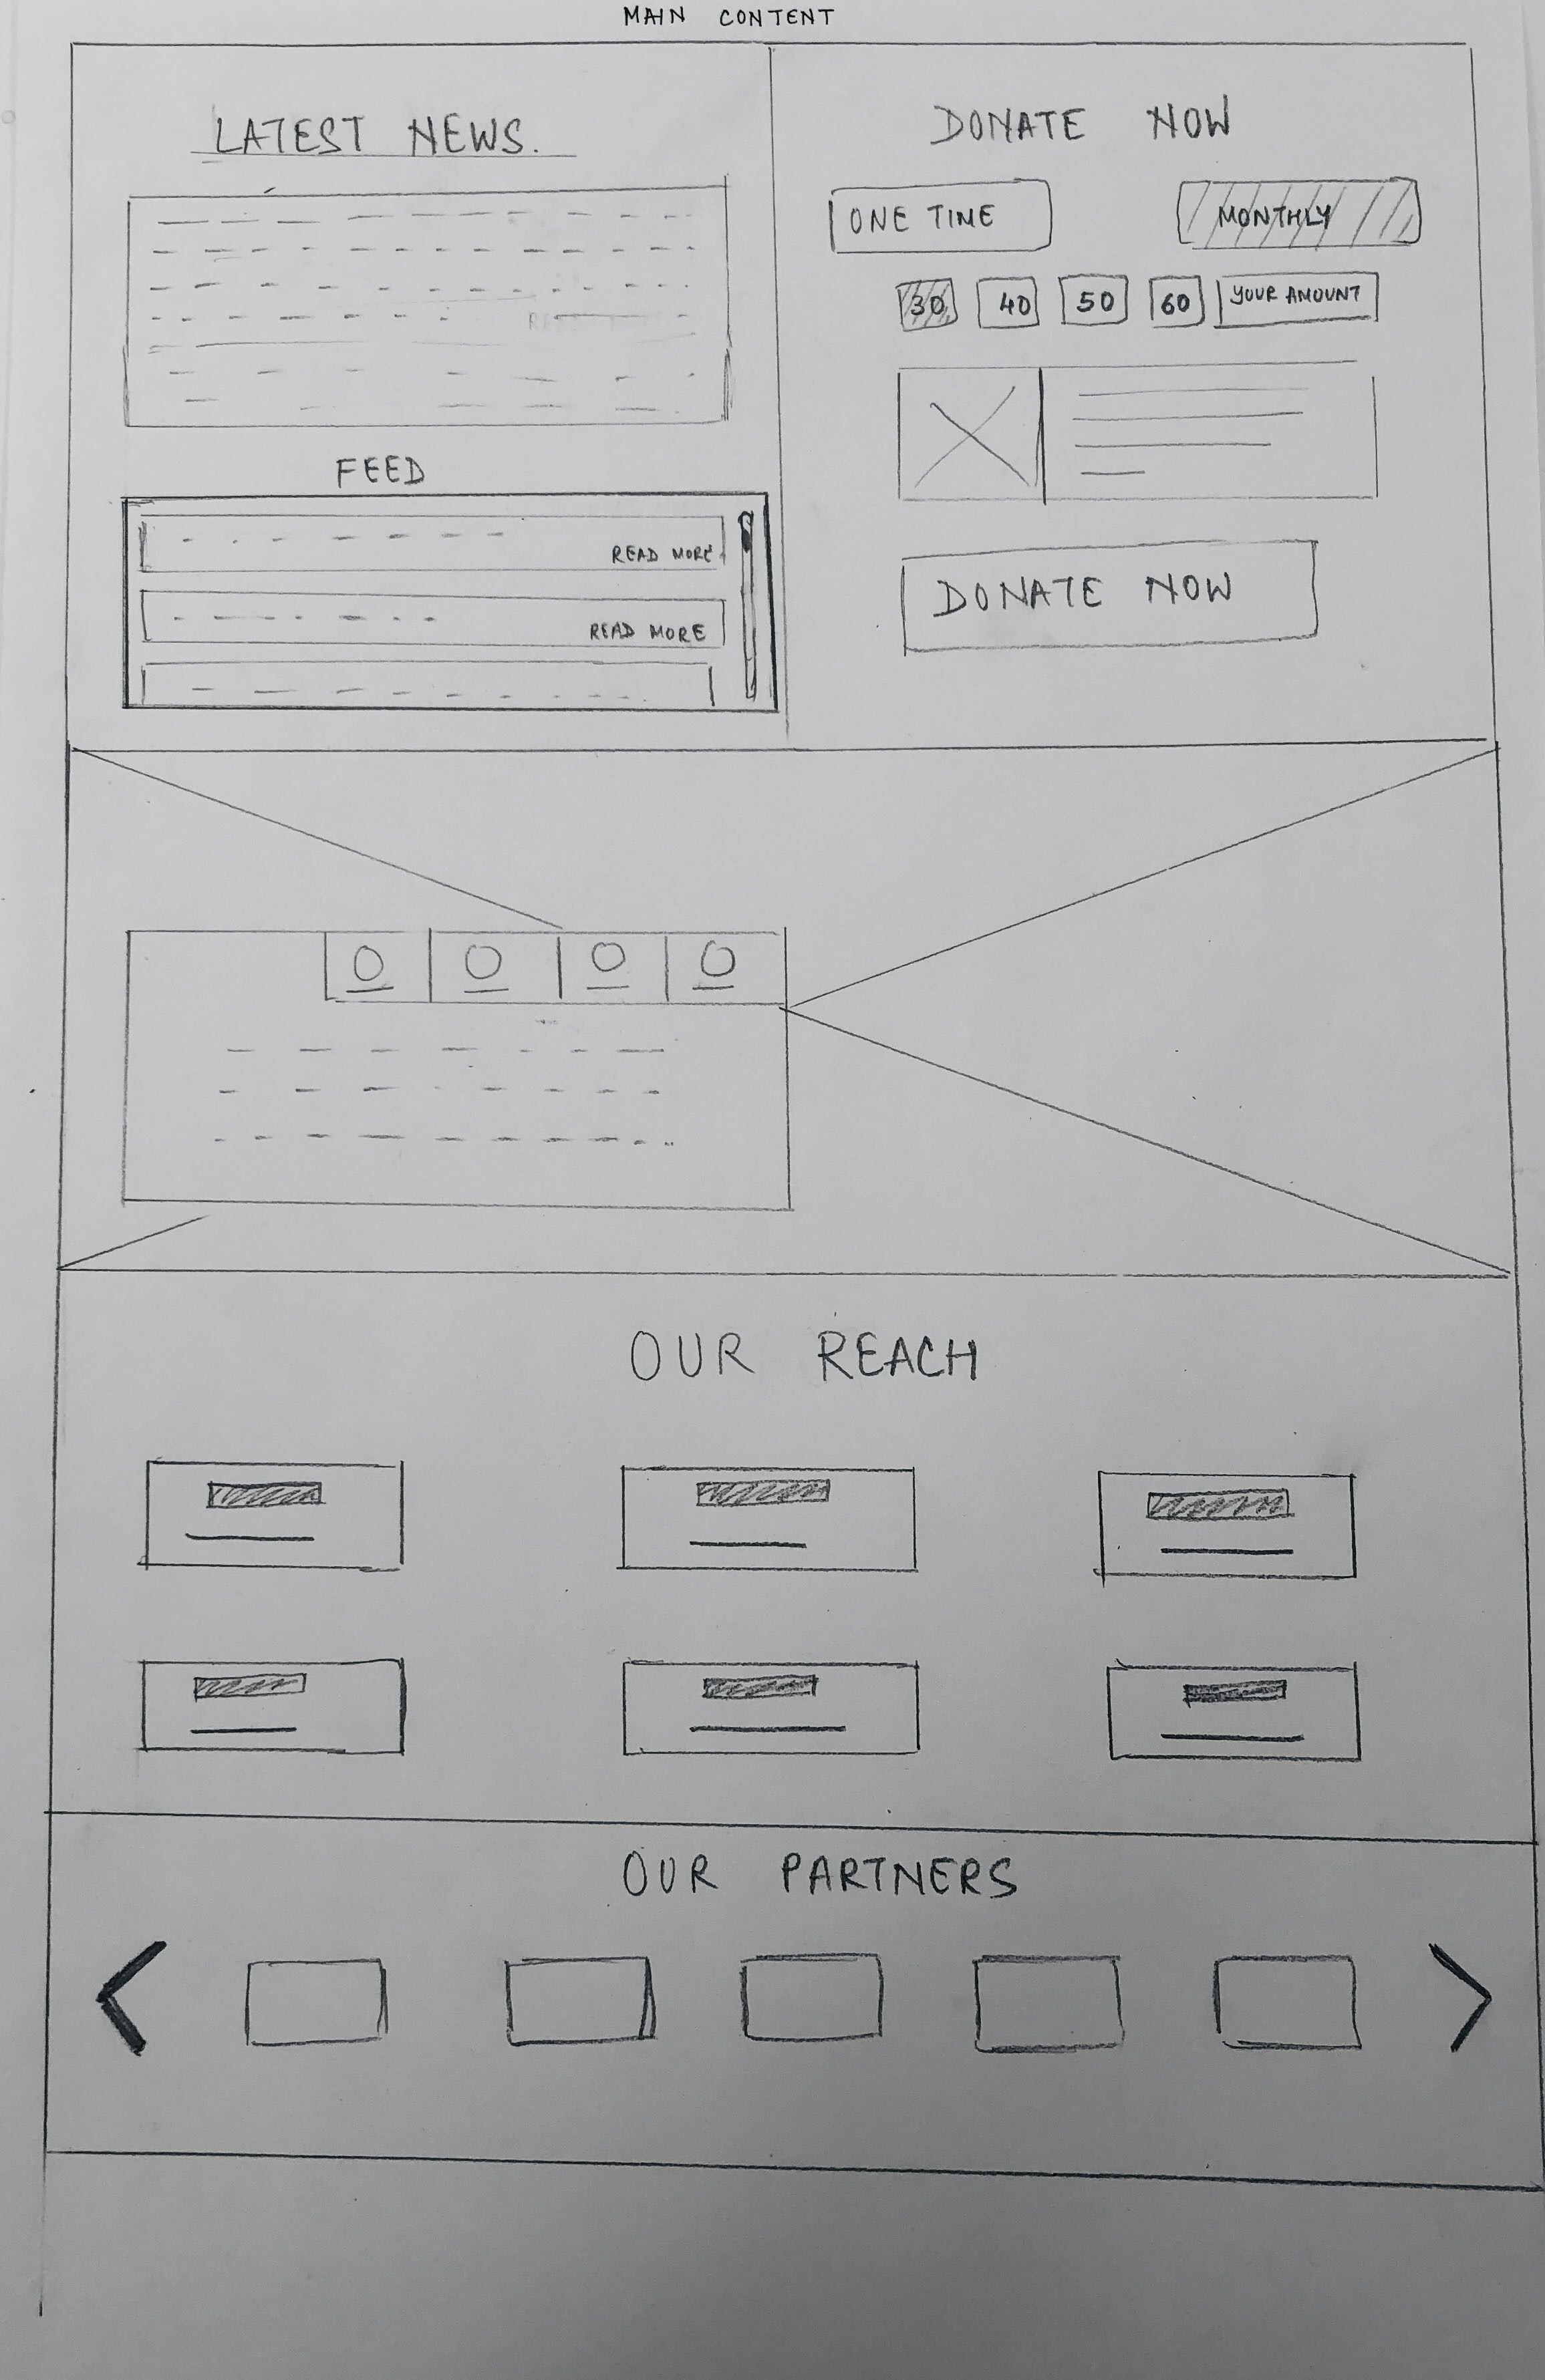 MAIN CONTENT
LATEST NEWS.
FEED
READ MORE
READ MORE
DONATE NOW
ONE TIME
MONTHLY
30
40
50
60
YOUR AMOUNT
DONATE NOW
OUR REACH
OUR PARTNERS